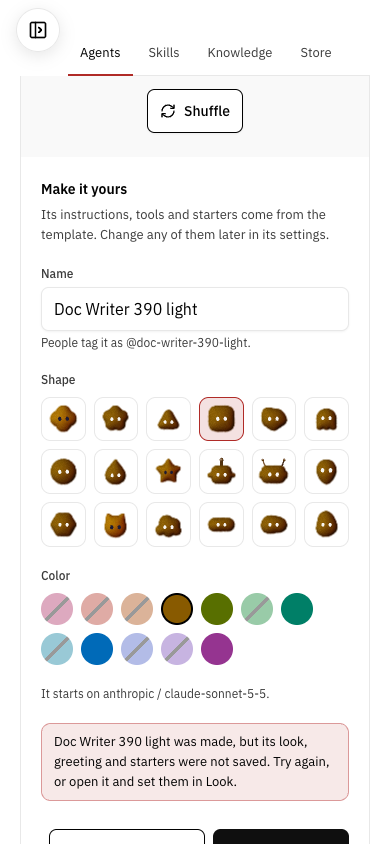 Agents Skills Knowledge Store
Shuffle
Make it yours
Its instructions, tools and starters come from the
template. Change any of them later in its settings.
Name
Doc Writer 390 light
People tag it as @doc-writer-390-light.
Shape
Color
It starts on anthropic / claude-sonnet-5-5.
Doc Writer 390 light was made, but its look,
greeting and starters were not saved. Try again,
or open it and set them in Look.